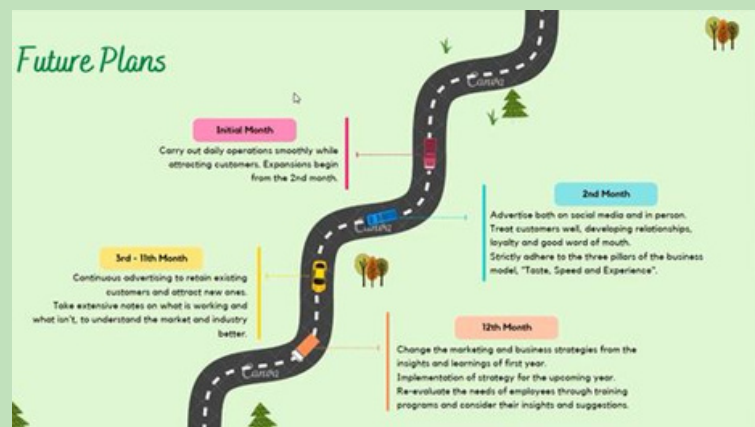 Future Plans
Canva
Initial Month
Carry out daily operations smoothly while
attracting customers. Expansions begin
from the 2nd month.
2nd Month
Advertise both on social media and in person.
Treat customers well, developing relationships,
loyalty and good word of mouth.
Strictly adhere to the three pillars of the business
model, "Taste, Speed and Experience".
Canva
3rd - 11th Month
Continuous advertising to retain existing
customers and attract new ones.
Take extensive notes on what is working and
what isn't, to understand the market and industry
better.
12th Month
Change the marketing and business strategies from the
insights and learnings of first year.
Implementation of strategy for the upcoming year.
Re-evaluate the needs of employees through training
programs and consider their insights and suggestions.
Canva